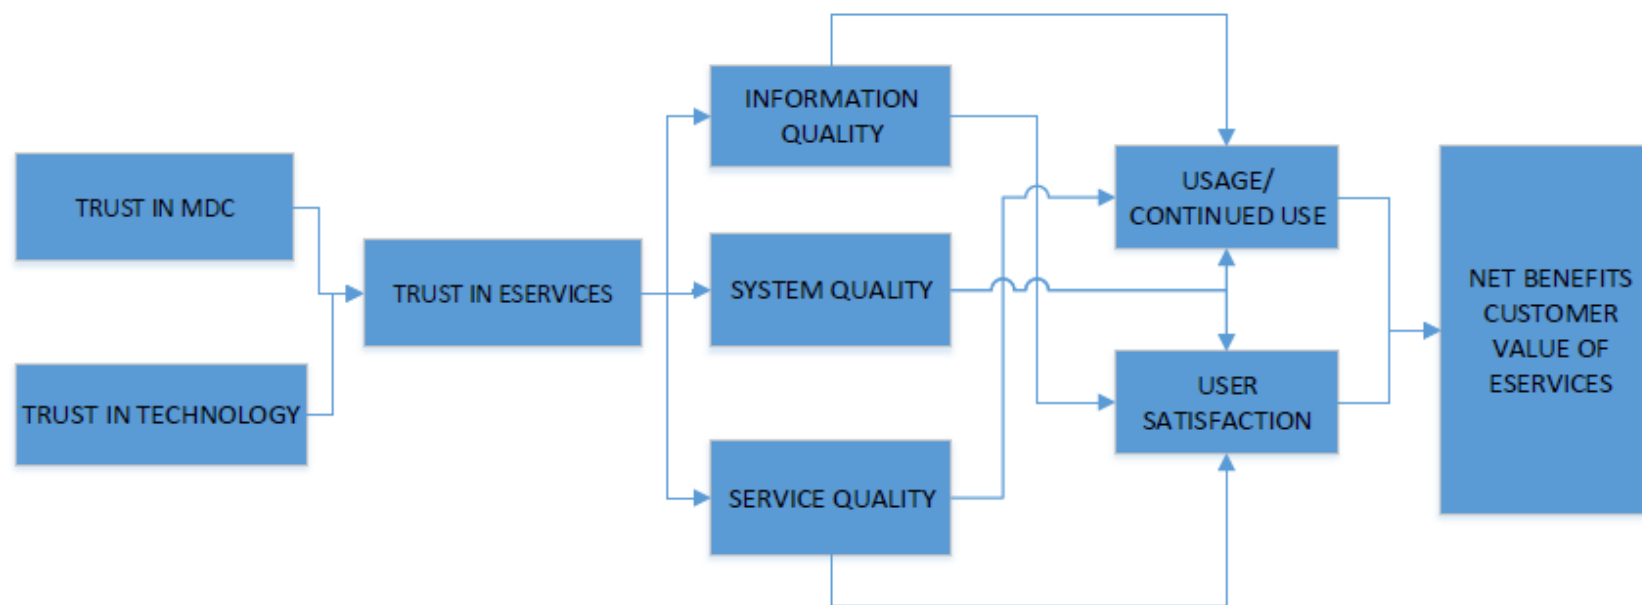 TRUST IN MDC
TRUST IN TECHNOLOGY
TRUST IN ESERVICES
INFORMATION
QUALITY
SYSTEM QUALITY
SERVICE QUALITY
USAGE/
CONTINUED USE
USER
SATISFACTION
NET BENEFITS
CUSTOMER
VALUE OF
ESERVICES